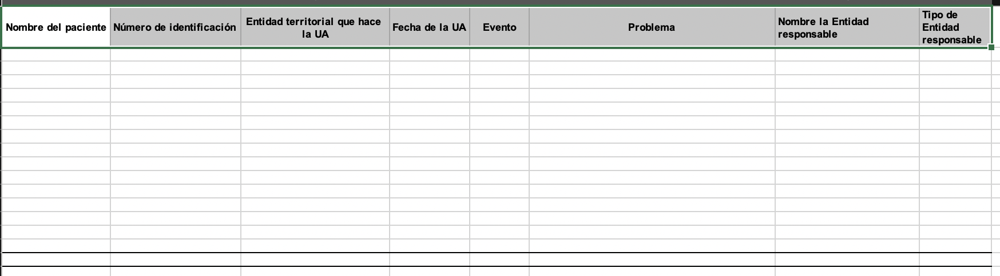 Nombre del paciente
Número de identificación
Entidad territorial que hace
la UA
Fecha de la UA
Evento
Problema
Nombre la Entidad
responsable
Tipo de
Entidad
responsable